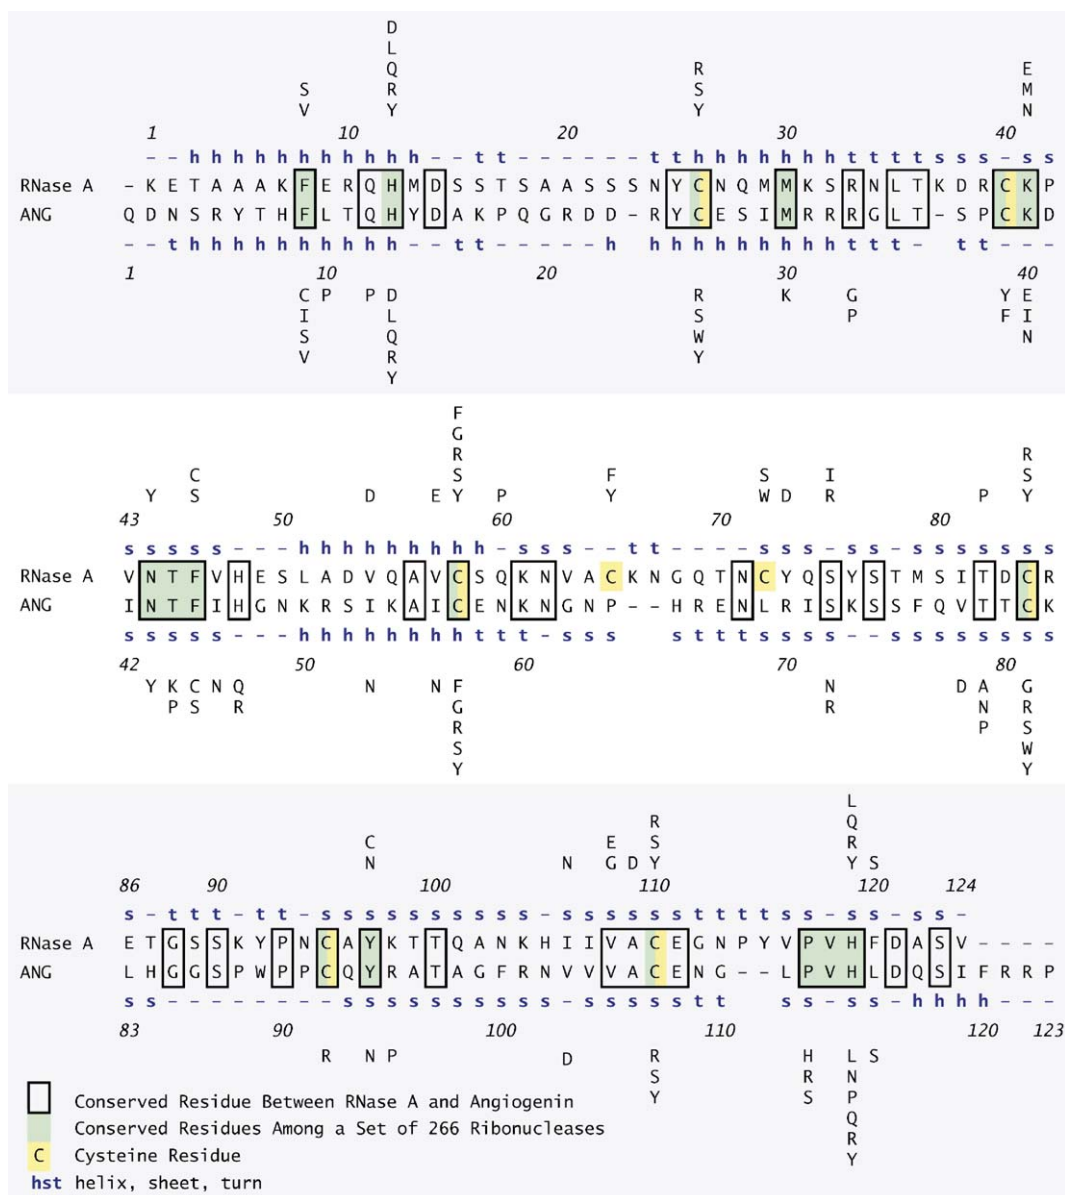 D
L
Q R E
S R S M
V Y Y N
1 10 20 30 40
- - h h h h h h h h h h h - - t t - - - - - - - t t h h h h h h h h h - - s s s - s s
RNase A - K E T A A A K F E R Q H M D S S T S A A S S S N Y C N Q M M K S R N L T K D R C K P
ANG Q D N S R Y T H F L T Q H Y D A K P Q G R D D - R Y C E S I M R R R G L T - S P C K D
- - t h h h h h h h h h h - - t t - - - - - h h h h h h h h h h t t t - t t - - -
1 10 20 30 40
C P P D R K G Y E
I L S P F I
S Q W N
V R Y
Y
F
G
R R
C S F S I S
Y S D E Y P Y W D R P Y
43 50 60 70 80
s s s s s - - - h h h h h h h h h - s s s - - t t - - - - s s s - s s s s s s s s s s
RNase A V N T F V H E S L A D V Q A V C S Q K N V A C K N G Q T N C Y Q S Y S T M S I T D C R
ANG I N T F I H G N K R S I K A I C E N K N G N P - - H R E N L R I S K S S F Q V T T C K
s s s s s - - - h h h h h h h t t t - s s s s t t t s s s s - - s s s s s s s s
42 50 60 70 80
Y K C N Q N N F N D A G
P S R G R N R
R P S
S W
Y Y
L
R Q
C E S R
N N G D Y Y S
86 90 100 110 120 124
s - t t t - t t - s s s s s s s s s s - s s s s s s t t t t s s - s s - s s -
RNase A E T G S S K Y P N C A Y K T T Q A N K H I I V A C E G N P Y V P V H F D A S V - - - -
ANG L H G G S P W P P C Q Y R A T A G F R N V V V A C E N G - - L P V H L D Q S I F R R P
s s - - - - - - - - s s s s s s s s s - s s s s s s t t s s - s s - h h h h - - -
83 90 100 110 120 123
R N P D R H L S
S R N
Y S P
Q
R
Y
Conserved Residue Between RNase A and Angiogenin
Conserved Residues Among a Set of 266 Ribonucleases
C Cysteine Residue
hst helix, sheet, turn